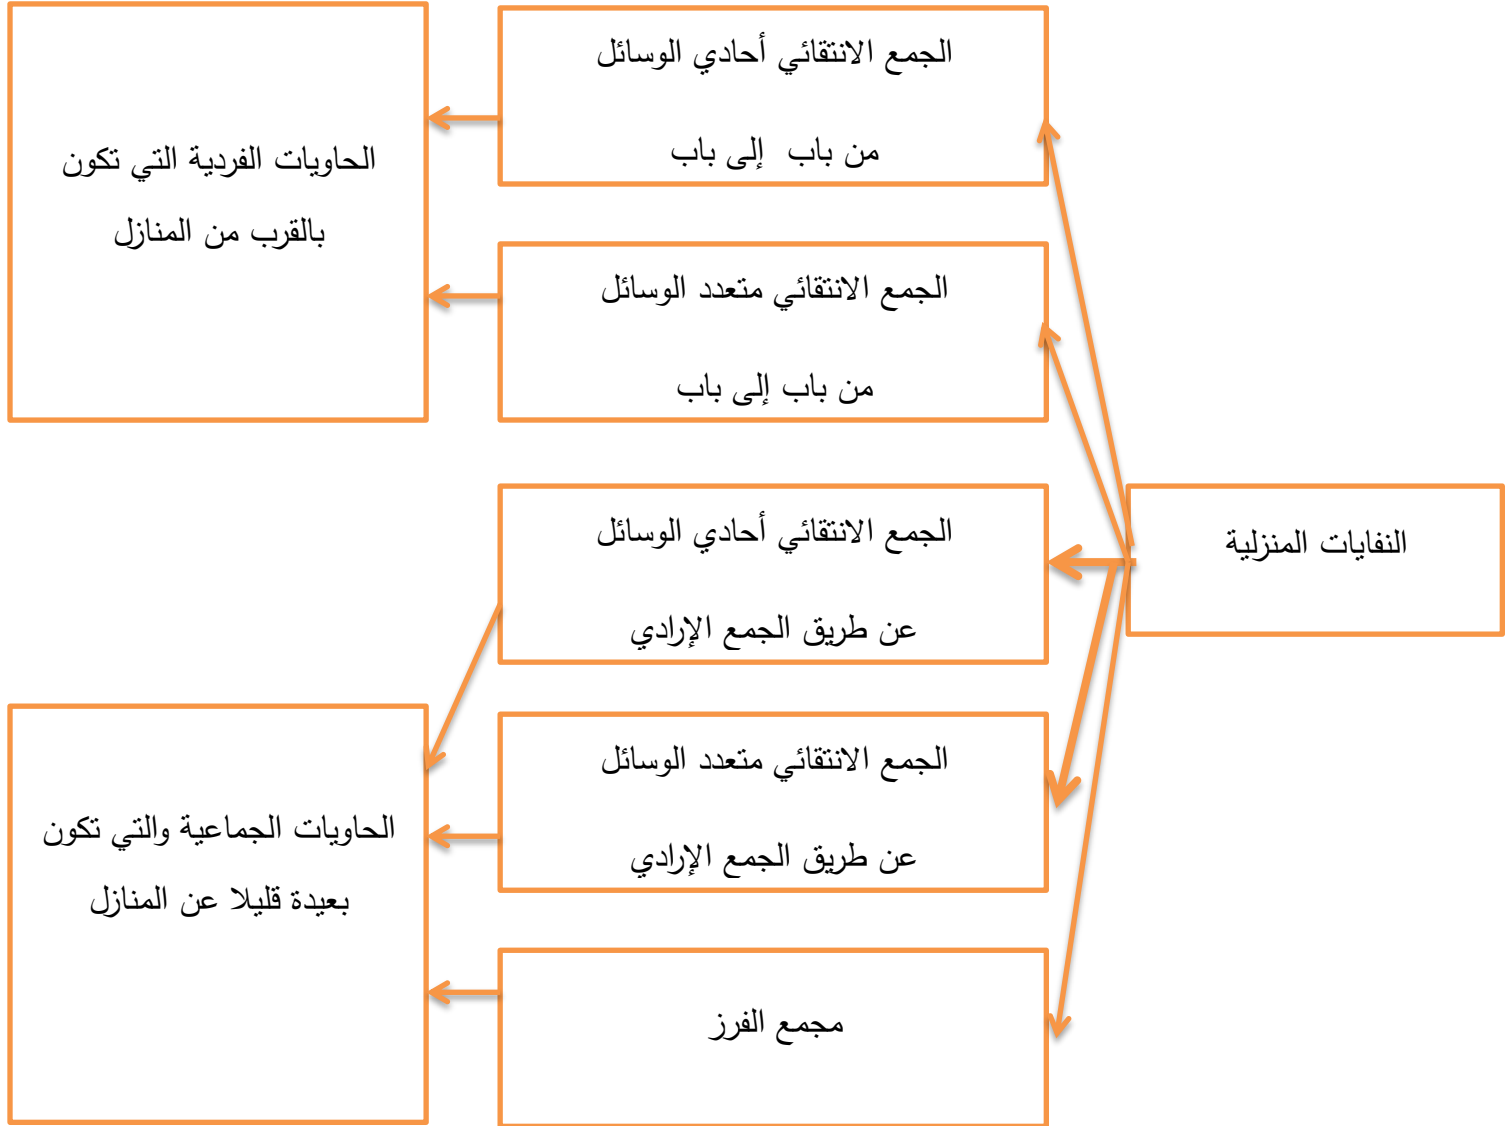 النفايات المنزلية
الجمع الانتقائي أحادي الوسائل
من باب إلى باب
الجمع الانتقائي متعدد الوسائل
من باب إلى باب
الجمع الانتقائي أحادي الوسائل
عن طريق الجمع الإرادي
الجمع الانتقائي متعدد الوسائل
عن طريق الجمع الإرادي
مجمع الفرز
الحاويات الفردية التي تكون
بالقرب من المنازل
الحاويات الجماعية والتي تكون
بعيدة قليلا عن المنازل